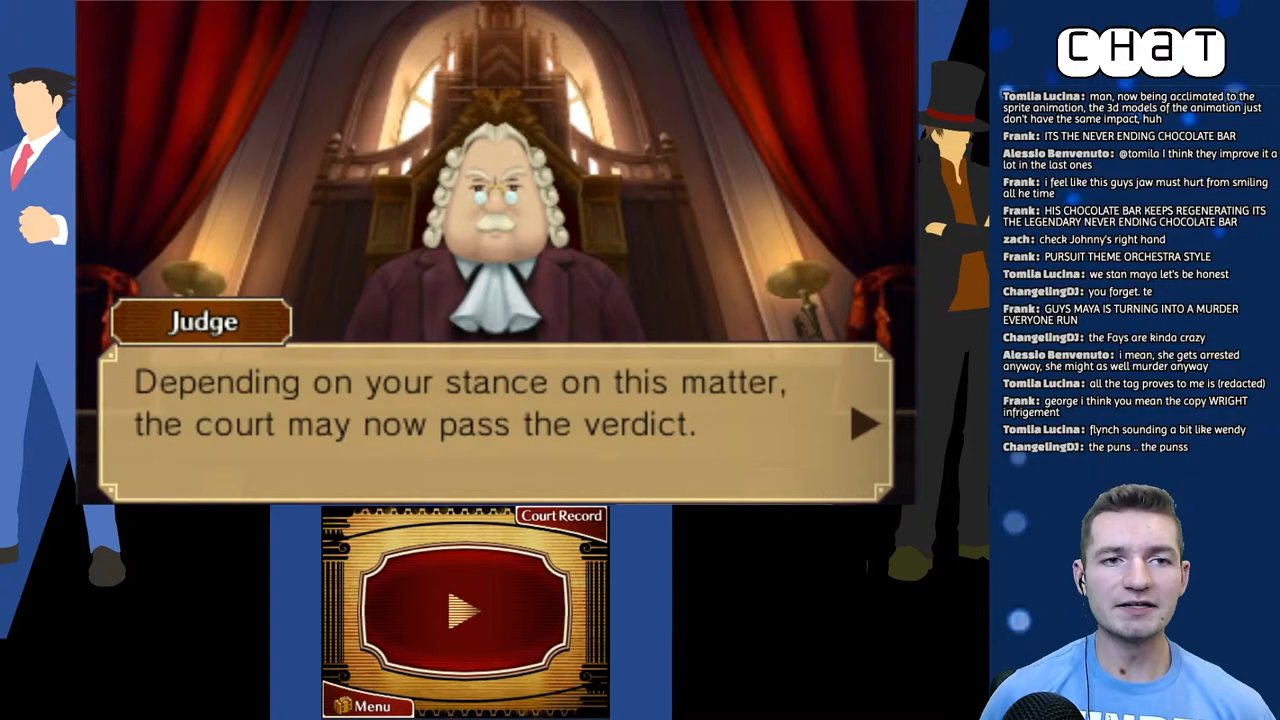 CHaT
Tomlia Lucina: man, now being acclimated to the
sprite animation, the 3d models of the animation just
don't have the same impact, huh
Frank: ITS THE NEVER ENDING CHOCOLATE BAR
Alessio Benvenuto: @tomila I think they improve it a
lot in the last ones
Frank: i feel like this guys jaw must hurt from smiling
all he time
Frank: HIS CHOCOLATE BAR KEEPS REGENERATING ITS
THE LEGENDARY NEVER ENDING CHOCOLATE BAR
zach: check Johnny's right hand
Frank: PURSUIT THEME ORCHESTRA STYLE
Tomlia Lucina: we stan maya let's be honest
ChangelingDJ: you forget. te
Frank: GUYS MAYA IS TURNING INTO A MURDER
EVERYONE RUN
ChangelingDJ: the Fays are kinda crazy
Alessio Benvenuto: i mean, she gets arrested
anyway, she might as well murder anyway
Tomlia Lucina: all the tag proves to me is (redacted)
Frank: george i think you mean the copy WRIGHT
infrigement
Tomlia Lucina: flynch sounding a bit like wendy
ChangelingDJ: the puns .. the punss
Judge
Depending on your stance on this matter,
the court may now pass the verdict.
Court Record
Menu